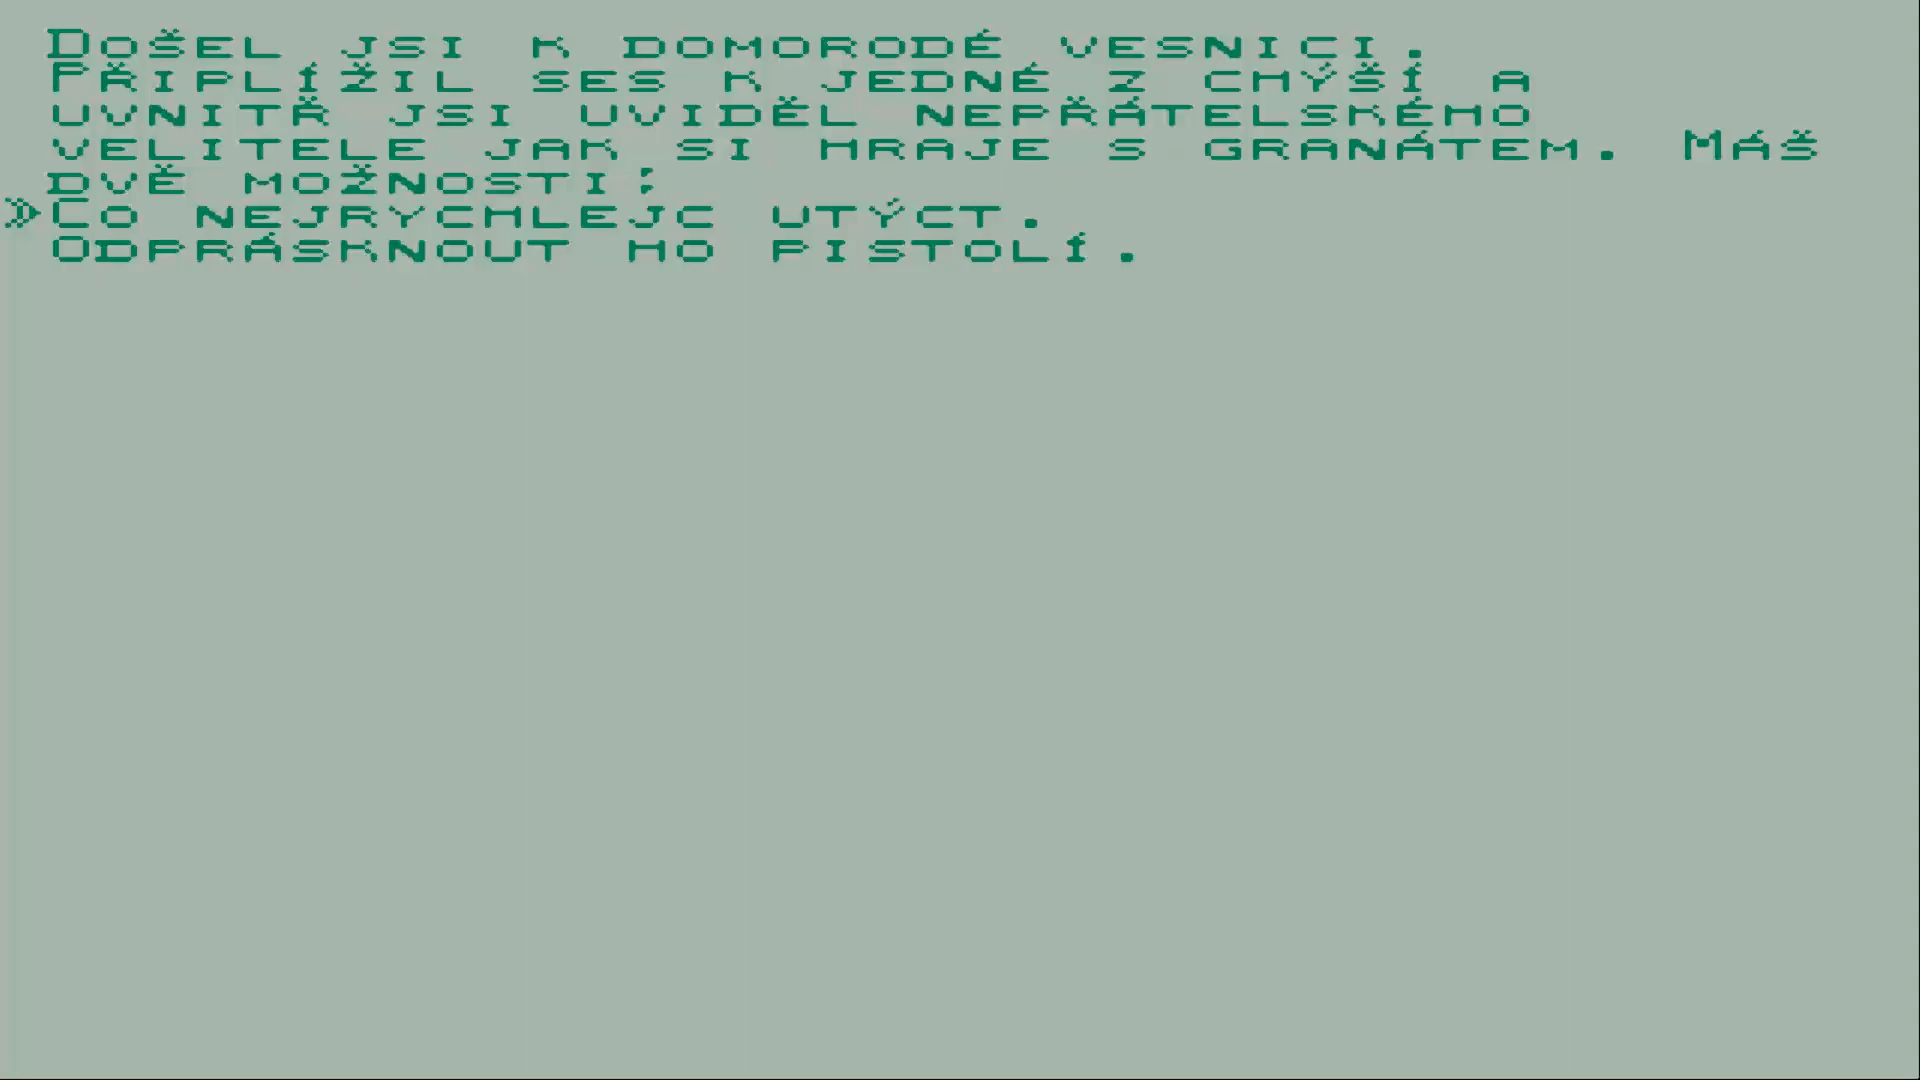 Došel jsi k domorodé vesnici.
Připlížil ses k jedné z chýší a
uvnitř jsi uviděl nepřátelského
velitele jak si hraje s granátem. Máš
dvě možnosti:
»Co nejrychlejc utýct.
Odprásknout ho pistolí.